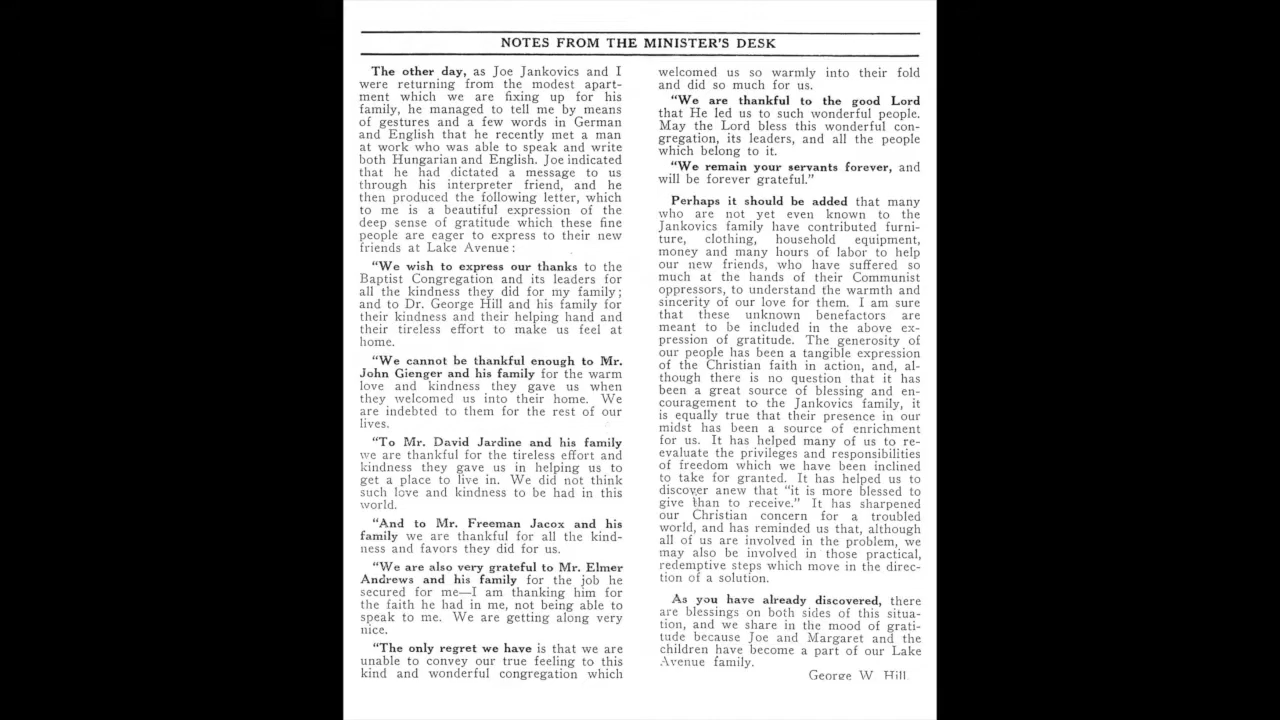 NOTES FROM THE MINISTER'S DESK
The other day, as Joe Jankovics and I
were returning from the modest apart-
ment which we are fixing up for his
family, he managed to tell me by means
of gestures and a few words in German
and English that he recently met a man
at work who was able to speak and write
both Hungarian and English. Joe indicated
that he had dictated a message to us
through his interpreter friend, and he
then produced the following letter, which
to me is a beautiful expression of the
deep sense of gratitude which these fine
people are eager to express to their new
friends at Lake Avenue:
"We wish to express our thanks to the
Baptist Congregation and its leaders for
all the kindness they did for my family;
and to Dr. George Hill and his family for
their kindness and their helping hand and
their tireless effort to make us feel at
home.
"We cannot be thankful enough to Mr.
John Gienger and his family for the warm
love and kindness they gave us when
they welcomed us into their home. We
are indebted to them for the rest of our
lives.
"To Mr. David Jardine and his family
we are thankful for the tireless effort and
kindness they gave us in helping us to
get a place to live in. We did not think
such love and kindness to be had in this
world.
"And to Mr. Freeman Jacox and his
family we are thankful for all the kind-
ness and favors they did for us.
"We are also very grateful to Mr. Elmer
Andrews and his family for the job he
secured for me—I am thanking him for
the faith he had in me, not being able to
speak to me. We are getting along very
nice.
"The only regret we have is that we are
unable to convey our true feeling to this
kind and wonderful congregation which
welcomed us so warmly into their fold
and did so much for us.
"We are thankful to the good Lord
that He led us to such wonderful people.
May the Lord bless this wonderful con-
gregation, its leaders, and all the people
which belong to it.
"We remain your servants forever, and
will be forever grateful."
Perhaps it should be added that many
who are not yet even known to the
Jankovics family have contributed furni-
ture, clothing, household equipment,
money and many hours of labor to help
our new friends, who have suffered so
much at the hands of their Communist
oppressors, to understand the warmth and
sincerity of our love for them. I am sure
that these unknown benefactors are
meant to be included in the above ex-
pression of gratitude. The generosity of
our people has been a tangible expression
of the Christian faith in action, and, al-
though there is no question that it has
been a great source of blessing and en-
couragement to the Jankovics family, it
is equally true that their presence in our
midst has been a source of enrichment
for us. It has helped many of us to re-
evaluate the privileges and responsibilities
of freedom which we have been inclined
to take for granted. It has helped us to
discover anew that "it is more blessed to
give than to receive." It has sharpened
our Christian concern for a troubled
world, and has reminded us that, although
all of us are involved in the problem, we
may also be involved in those practical,
redemptive steps which move in the direc-
tion of a solution.
As you have already discovered, there
are blessings on both sides of this situa-
tion, and we share in the mood of grati-
tude because Joe and Margaret and the
children have become a part of our Lake
Avenue family.
George W Hill